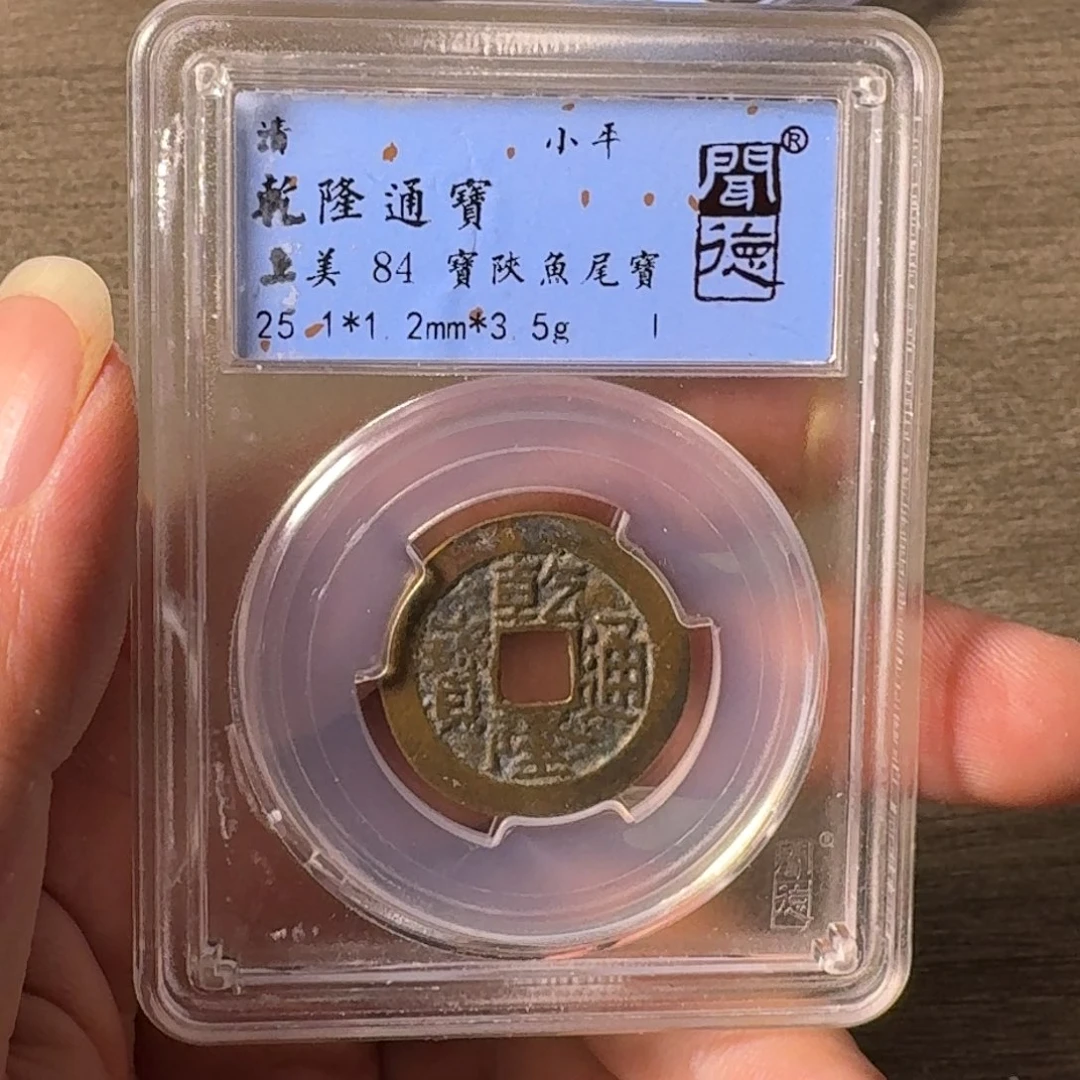 清 小平
乾隆通寶
上美 84 寶陝魚尾寶
25.1*1.2mm*3.5g
聞德®
乾隆通寶